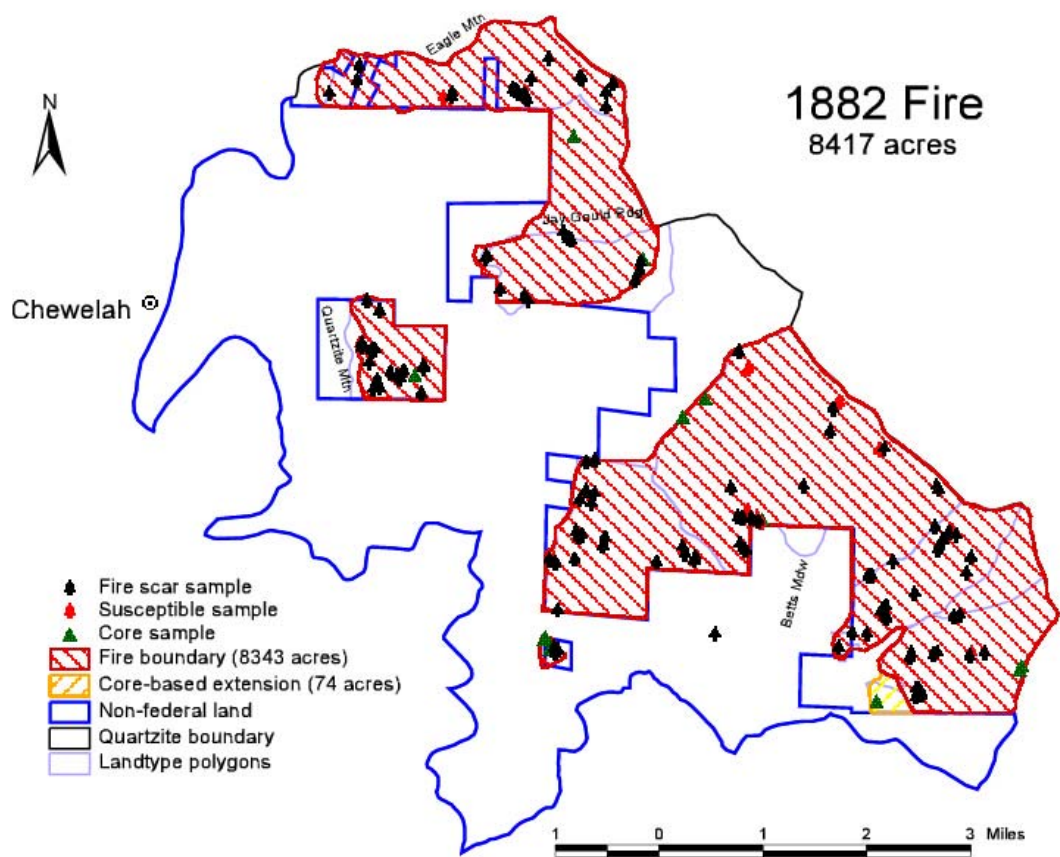 Eagle Mtn
1882 Fire
8417 acres
N
Jay Gould Rdg
Chewelah
Quartzite Mtn
Betts Mdw
Fire scar sample
Susceptible sample
Core sample
Fire boundary (8343 acres)
Core-based extension (74 acres)
Non-federal land
Quartzite boundary
Landtype polygons
1 0 1 2 3 Miles